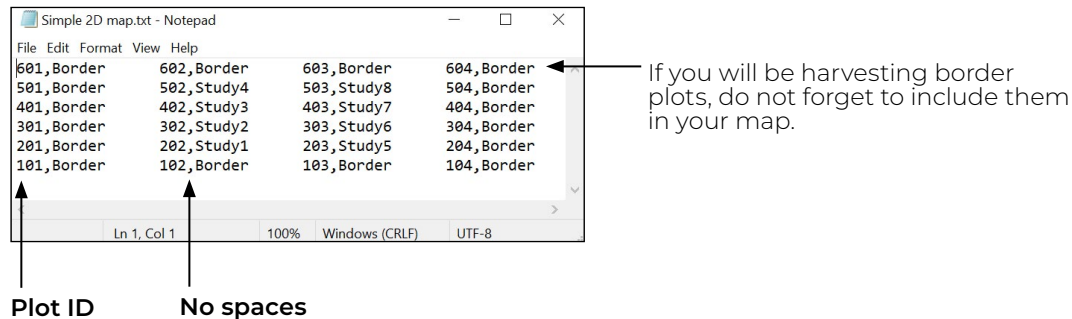 Simple 2D map.txt - Notepad
File Edit Format View Help
601,Border 602,Border 603,Border 604,Border
501,Border 502,Study4 503,Study8 504,Border
401,Border 402,Study3 403,Study7 404,Border
301,Border 302,Study2 303,Study6 304,Border
201,Border 202,Study1 203,Study5 204,Border
101,Border 102,Border 103,Border 104,Border
Ln 1, Col 1 100% Windows (CRLF) UTF-8
If you will be harvesting border
plots, do not forget to include them
in your map.
Plot ID No spaces